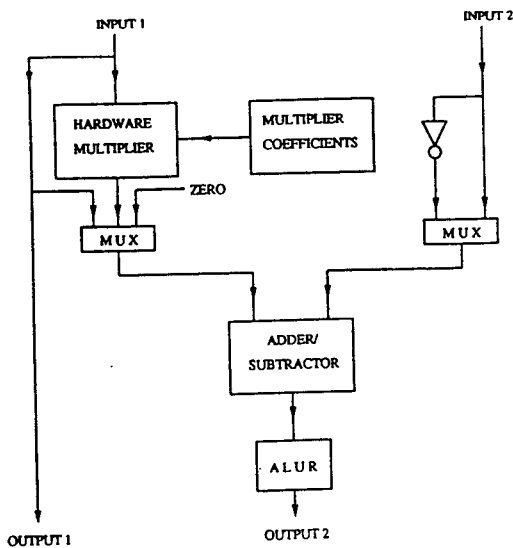 INPUT 1
INPUT 2
HARDWARE
MULTIPLIER
MULTIPLIER
COEFFICIENTS
ZERO
MUX
MUX
ADDER/
SUBTRACTOR
ALUR
OUTPUT 1
OUTPUT 2